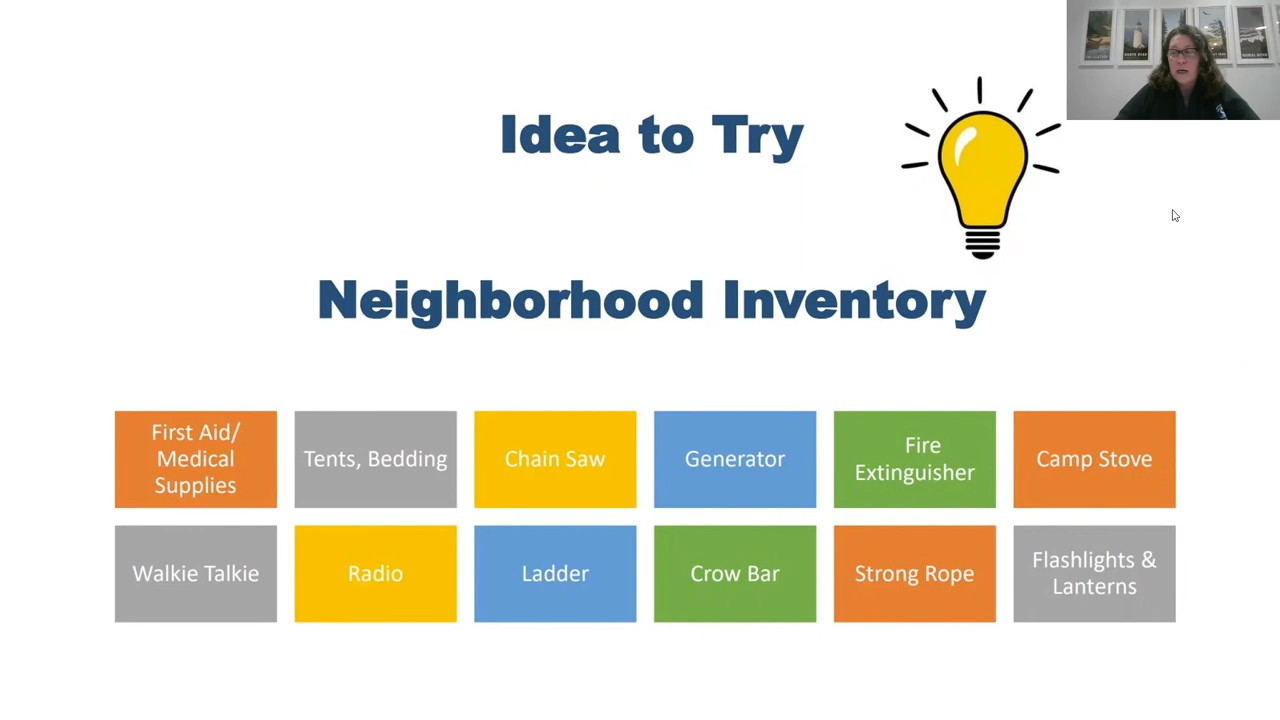 Idea to Try
Neighborhood Inventory
First Aid/
Medical
Supplies
Tents, Bedding
Chain Saw
Generator
Fire
Extinguisher
Camp Stove
Walkie Talkie
Radio
Ladder
Crow Bar
Strong Rope
Flashlights &
Lanterns